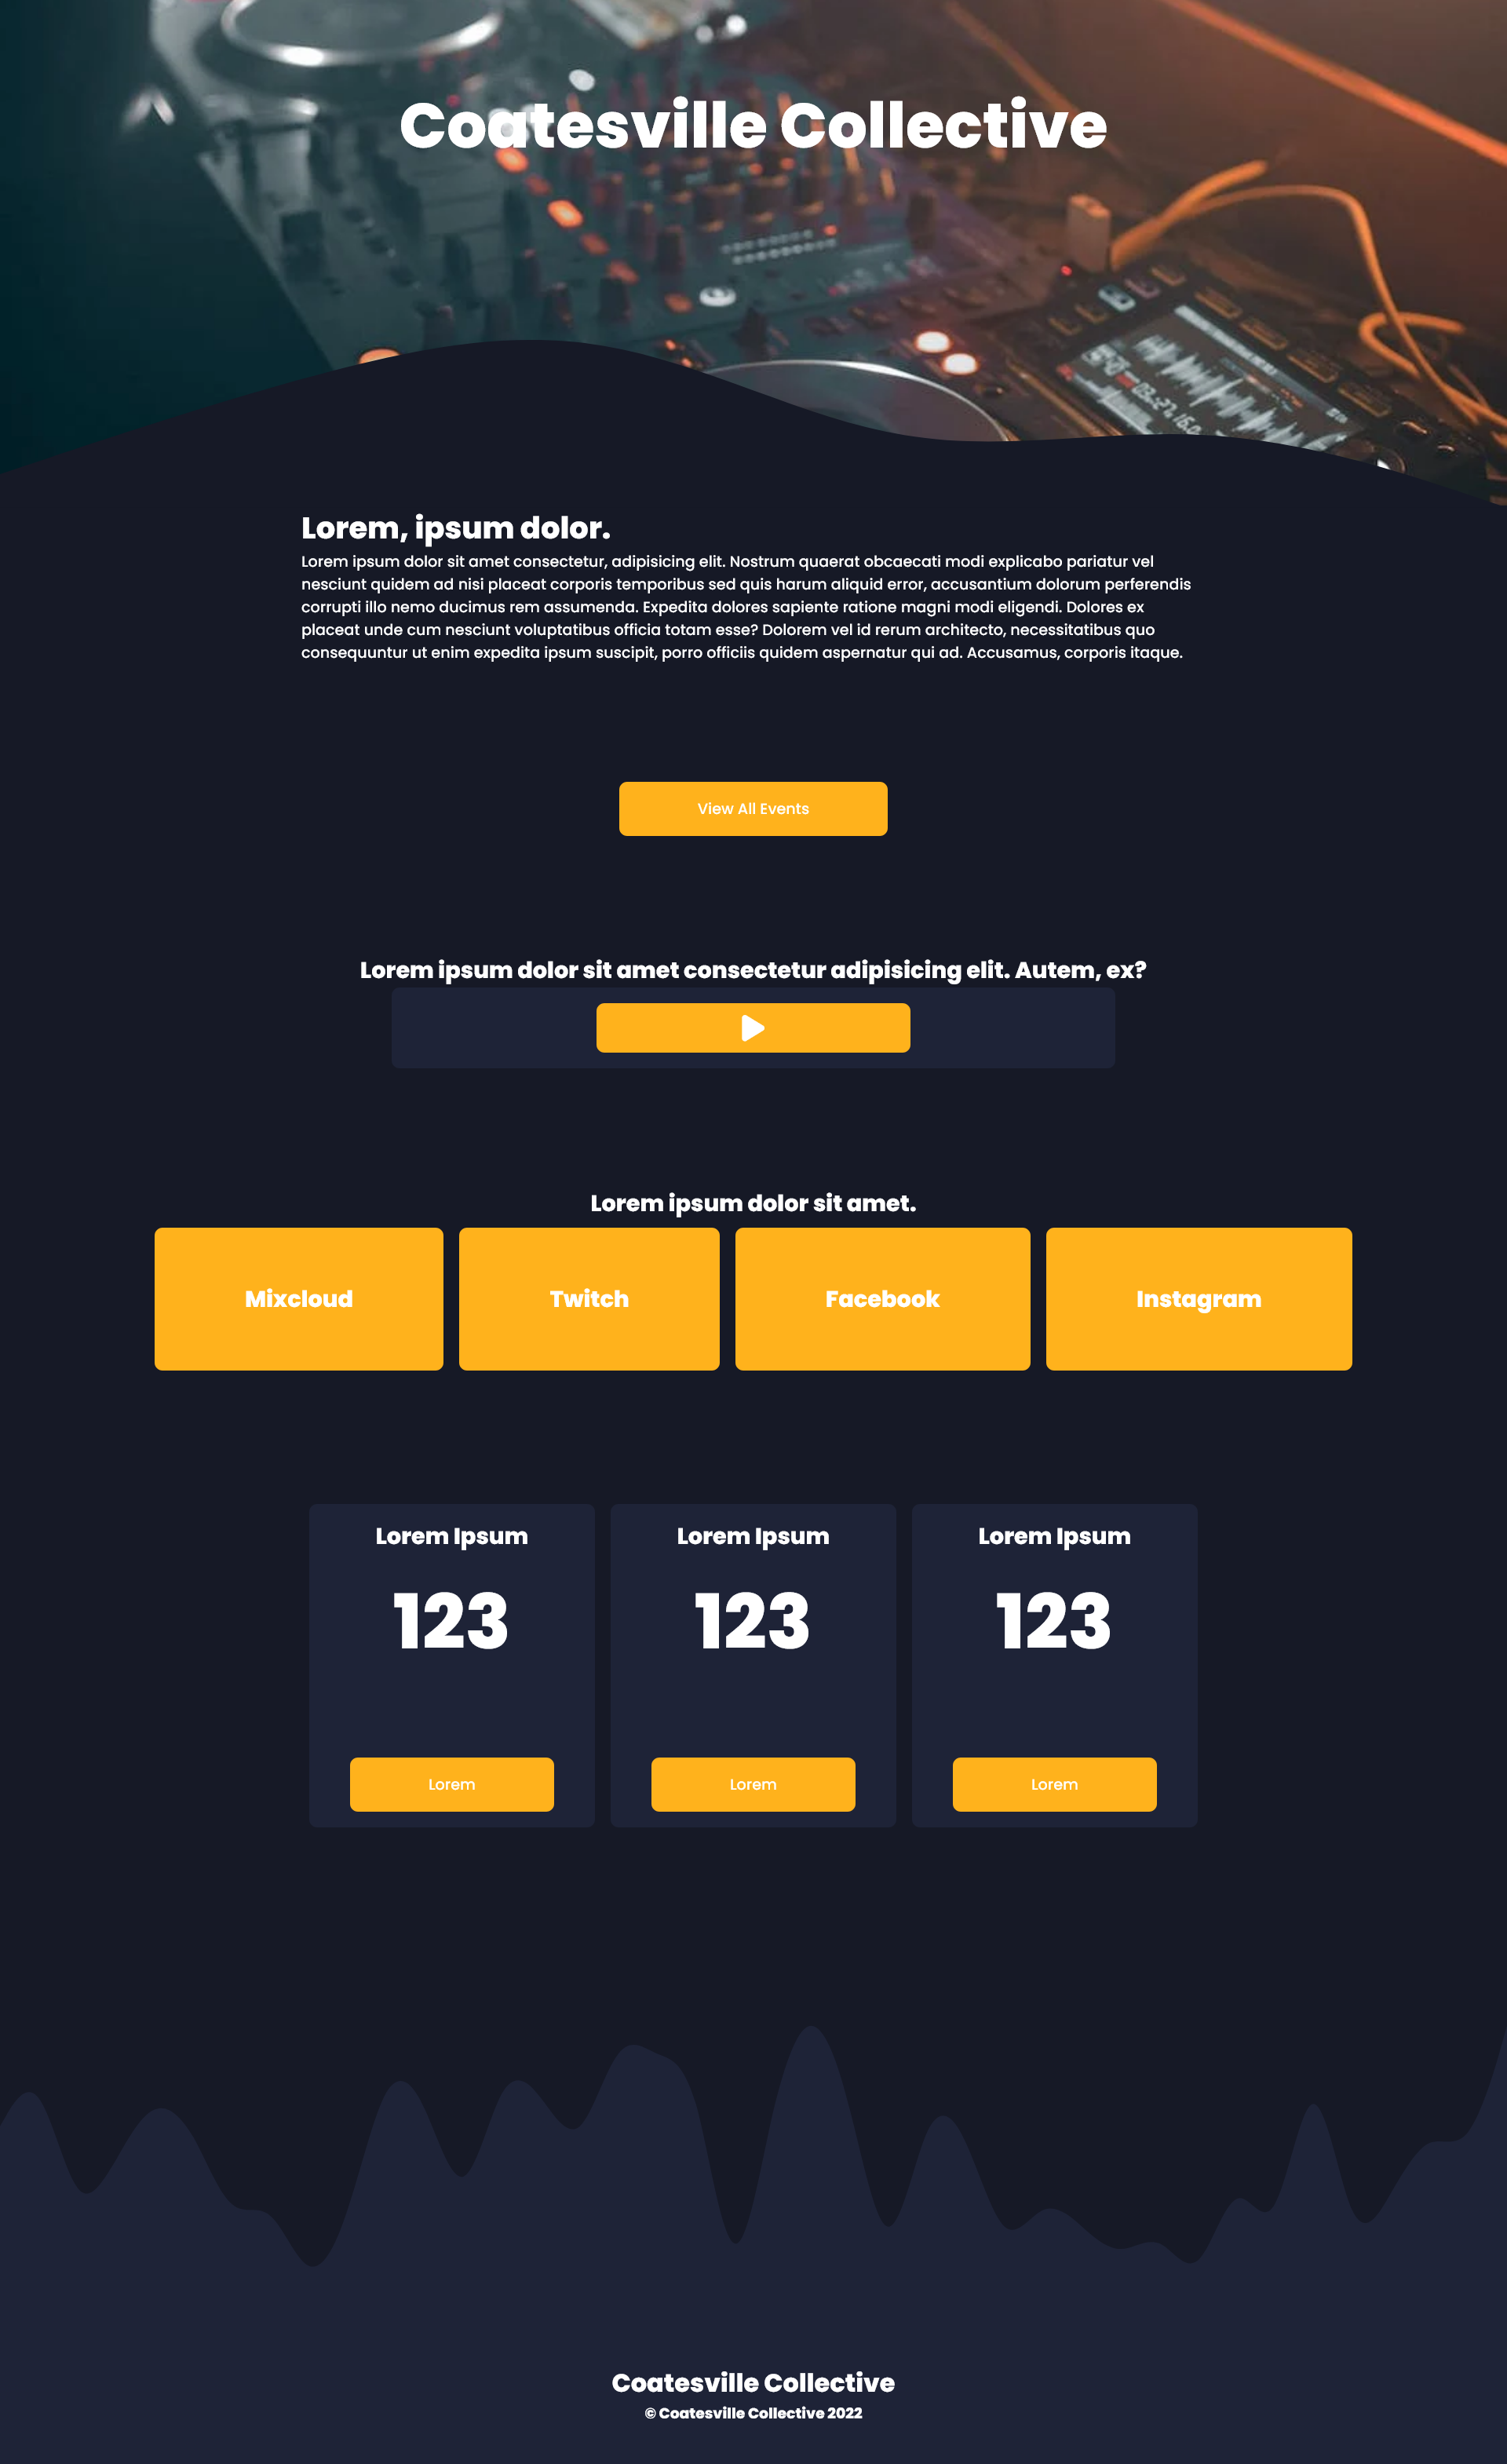 Coatesville Collective
Lorem, ipsum dolor.
Lorem ipsum dolor sit amet consectetur, adipisicing elit. Nostrum quaerat obcaecati modi explicabo pariatur vel
nesciunt quidem ad nisi placeat corporis temporibus sed quis harum aliquid error, accusantium dolorum perferendis
corrupti illo nemo ducimus rem assumenda. Expedita dolores sapiente ratione magni modi eligendi. Dolores ex
placeat unde cum nesciunt voluptatibus officia totam esse? Dolorem vel id rerum architecto, necessitatibus quo
consequuntur ut enim expedita ipsum suscipit, porro officiis quidem aspernatur qui ad. Accusamus, corporis itaque.
View All Events
Lorem ipsum dolor sit amet consectetur adipisicing elit. Autem, ex?
Lorem ipsum dolor sit amet.
Mixcloud Twitch Facebook Instagram
Lorem Ipsum Lorem Ipsum Lorem Ipsum
123 123 123
Lorem Lorem Lorem
Coatesville Collective
© Coatesville Collective 2022